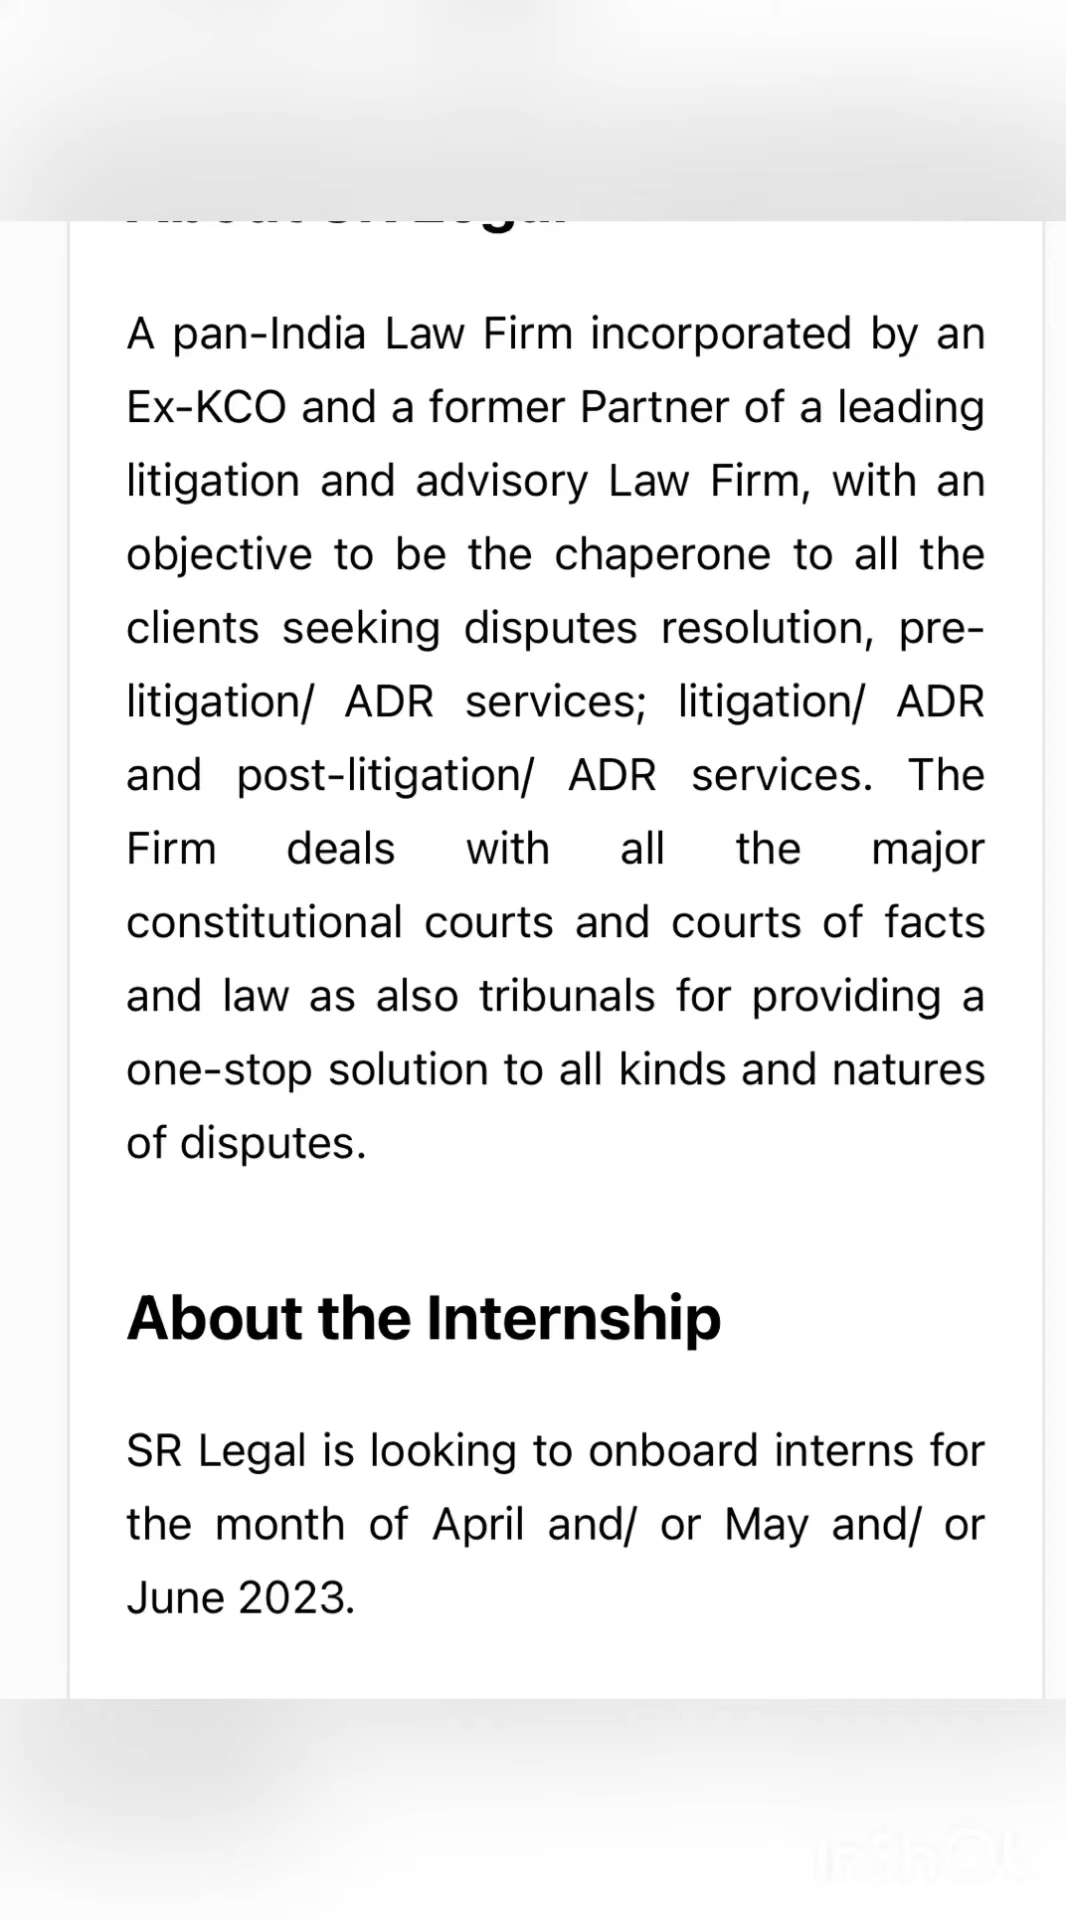 A pan-India Law Firm incorporated by an
Ex-KCO and a former Partner of a leading
litigation and advisory Law Firm, with an
objective to be the chaperone to all the
clients seeking disputes resolution, pre-
litigation/ ADR services; litigation/ ADR
and post-litigation/ ADR services. The
Firm deals with all the major
constitutional courts and courts of facts
and law as also tribunals for providing a
one-stop solution to all kinds and natures
of disputes.
About the Internship
SR Legal is looking to onboard interns for
the month of April and/ or May and/ or
June 2023.
InShOt